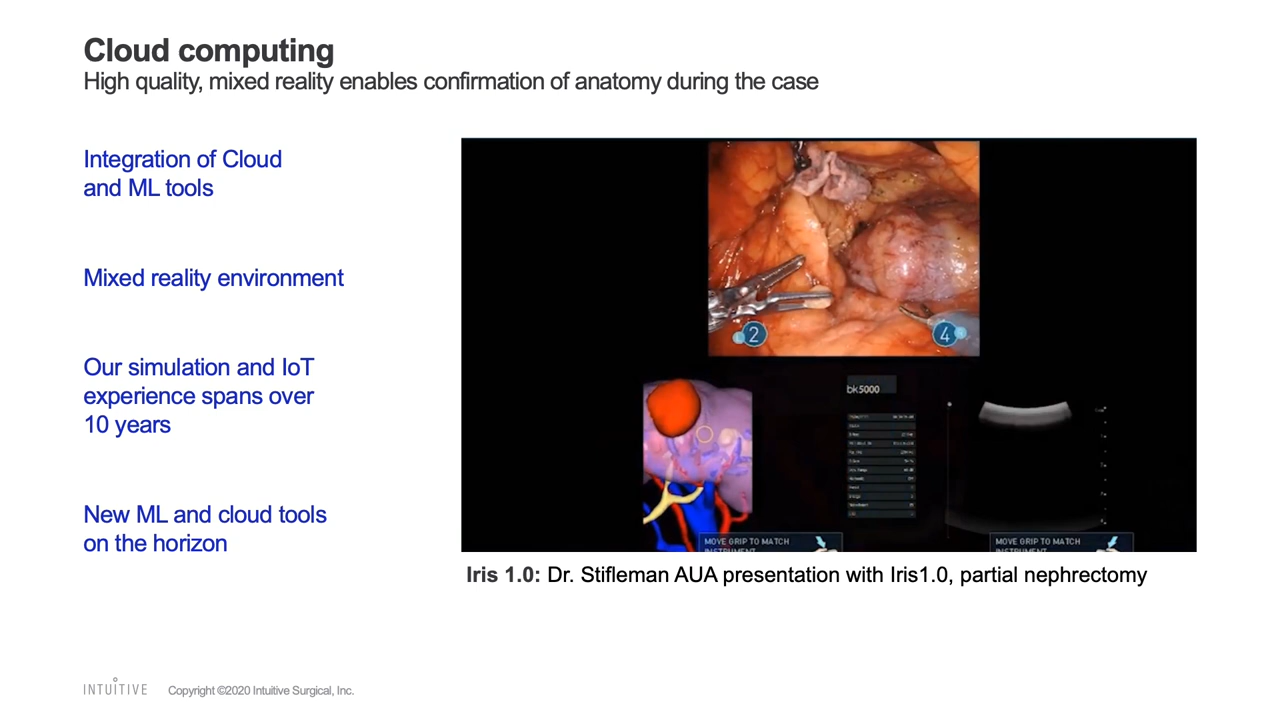 Cloud computing
High quality, mixed reality enables confirmation of anatomy during the case
Integration of Cloud
and ML tools
Mixed reality environment
Our simulation and IoT
experience spans over
10 years
New ML and cloud tools
on the horizon
2
4
bk5000
MOVE GRIP TO MATCH
INSTRUMENT
MOVE GRIP TO MATCH
INSTRUMENT
Iris 1.0: Dr. Stifleman AUA presentation with Iris1.0, partial nephrectomy
INTUITIVE
Copyright ©2020 Intuitive Surgical, Inc.